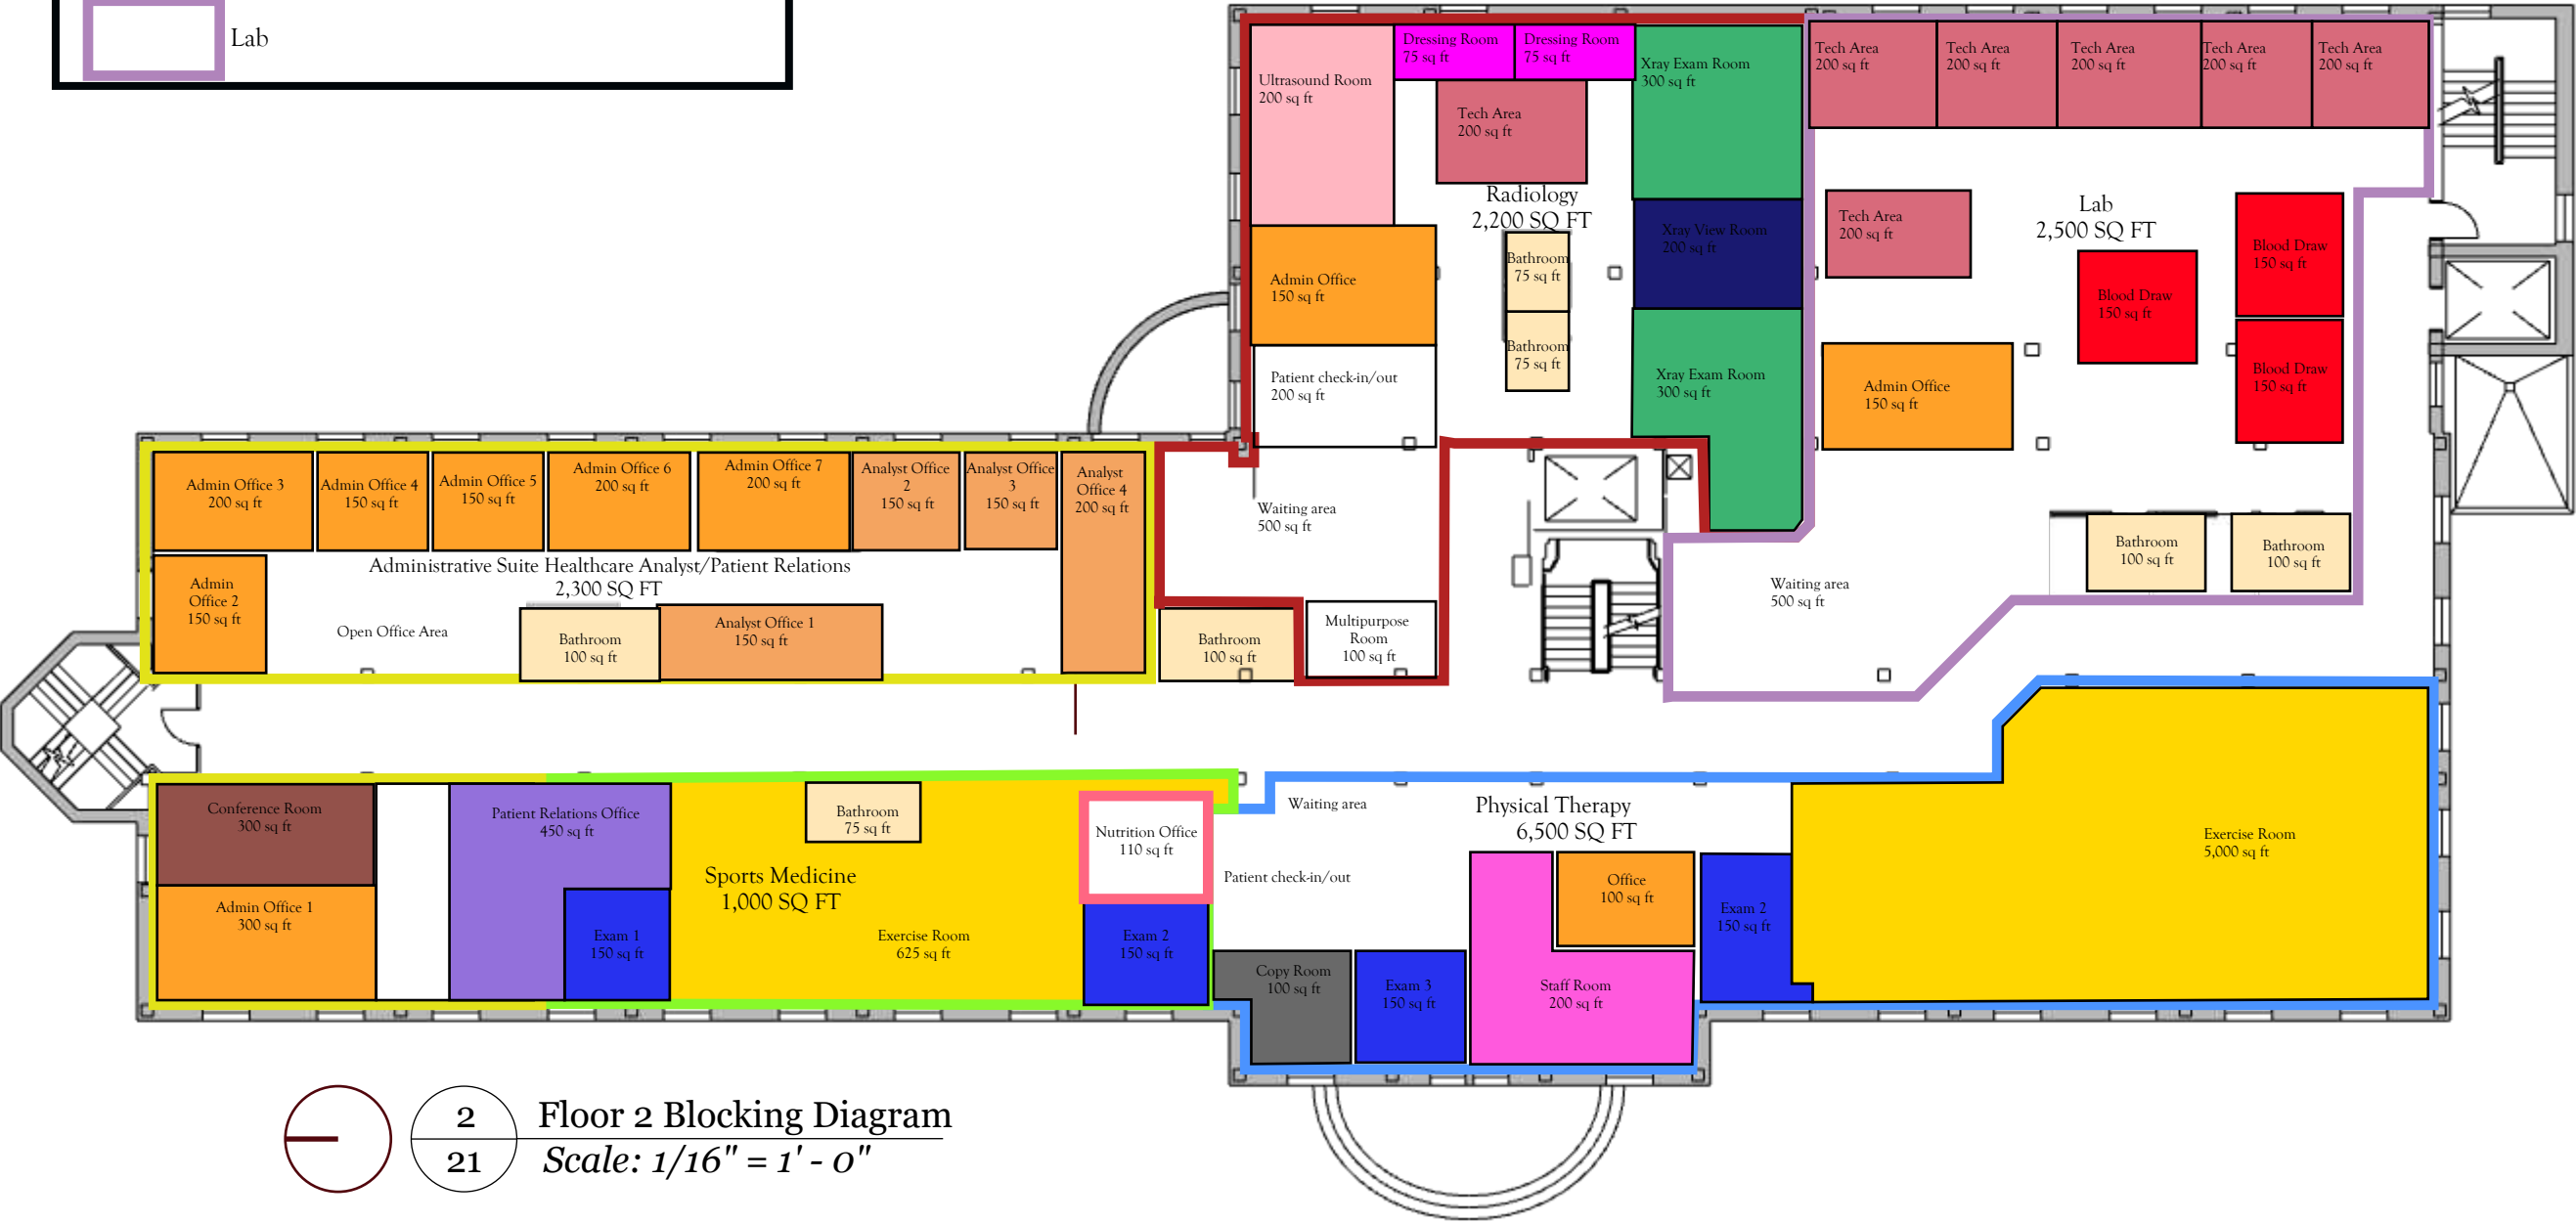 Lab
Ultrasound Room
200 sq ft
Dressing Room
75 sq ft
Dressing Room
75 sq ft
Xray Exam Room
300 sq ft
Tech Area
200 sq ft
Radiology
2,200 SQ FT
Xray View Room
200 sq ft
Admin Office
150 sq ft
Bathroom
75 sq ft
Bathroom
75 sq ft
Patient check-in/out
200 sq ft
Xray Exam Room
300 sq ft
Waiting area
500 sq ft
Bathroom
100 sq ft
Multipurpose
Room
100 sq ft
Tech Area
200 sq ft
Tech Area
200 sq ft
Tech Area
200 sq ft
Tech Area
200 sq ft
Tech Area
200 sq ft
Tech Area
200 sq ft
Lab
2,500 SQ FT
Blood Draw
150 sq ft
Blood Draw
150 sq ft
Blood Draw
150 sq ft
Admin Office
150 sq ft
Bathroom
100 sq ft
Bathroom
100 sq ft
Waiting area
500 sq ft
Admin Office 3
200 sq ft
Admin Office 4
150 sq ft
Admin Office 5
150 sq ft
Admin Office 6
200 sq ft
Admin Office 7
200 sq ft
Analyst Office
2
150 sq ft
Analyst Office
3
150 sq ft
Analyst
Office 4
200 sq ft
Administrative Suite Healthcare Analyst/Patient Relations
2,300 SQ FT
Admin
Office 2
150 sq ft
Open Office Area
Bathroom
100 sq ft
Analyst Office 1
150 sq ft
Conference Room
300 sq ft
Admin Office 1
300 sq ft
Patient Relations Office
450 sq ft
Exam 1
150 sq ft
Bathroom
75 sq ft
Sports Medicine
1,000 SQ FT
Exercise Room
625 sq ft
Nutrition Office
110 sq ft
Exam 2
150 sq ft
Waiting area
Patient check-in/out
Physical Therapy
6,500 SQ FT
Copy Room
100 sq ft
Exam 3
150 sq ft
Office
100 sq ft
Staff Room
200 sq ft
Exam 2
150 sq ft
Exercise Room
5,000 sq ft
2
21
Floor 2 Blocking Diagram
Scale: 1/16" = 1' - 0"